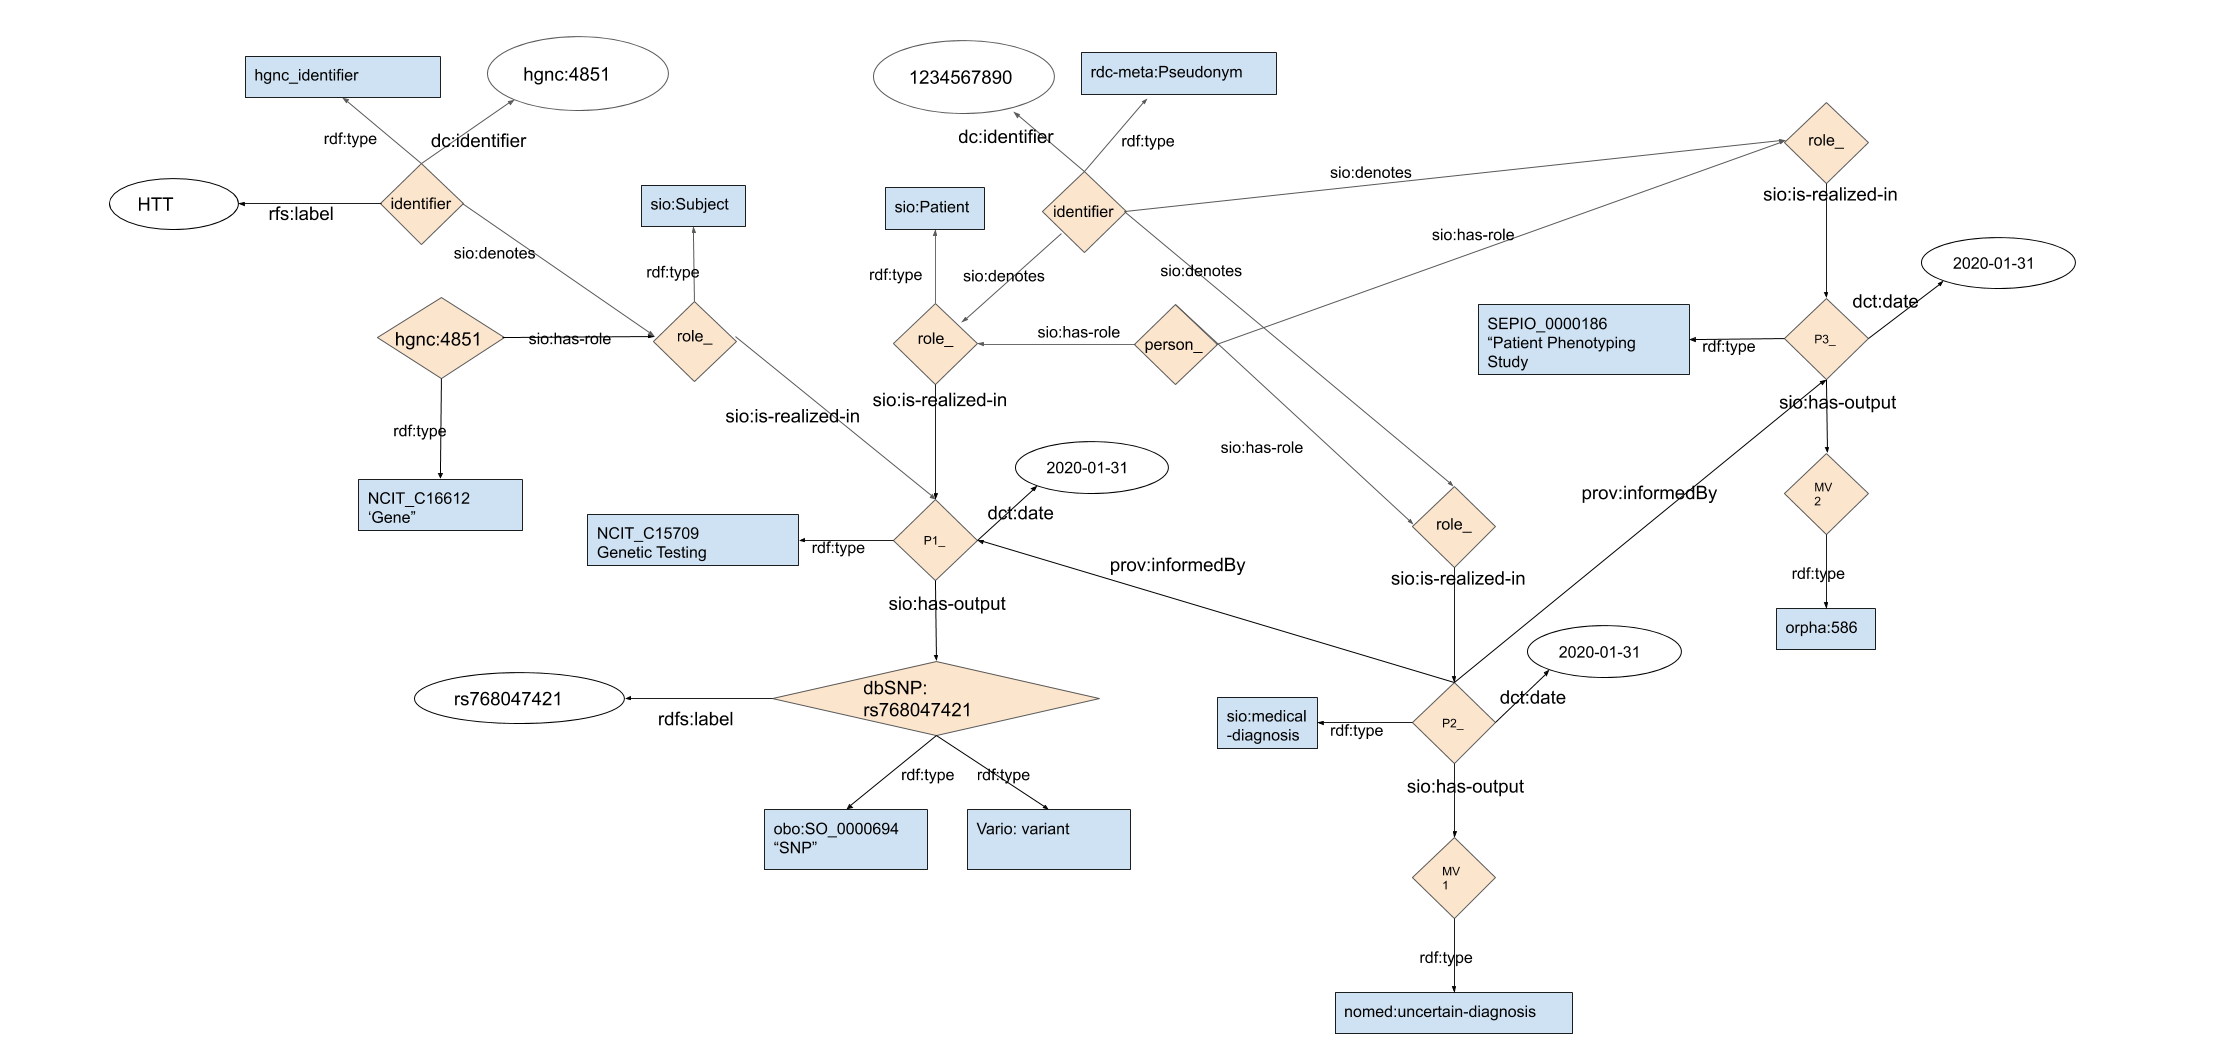 hgnc_identifier
hgnc:4851
1234567890
rdc-meta:Pseudonym
rdf:type
dc:identifier
dc:identifier
rdf:type
role_
sio:denotes
sio:is-realized-in
HTT
rfs:label
identifier
sio:Subject
sio:Patient
identifier
sio:has-role
sio:denotes
rdf:type
rdf:type
sio:denotes
sio:denotes
2020-01-31
dct:date
hgnc:4851
sio:has-role
role_
role_
sio:has-role
person_
SEPIO_0000186
“Patient Phenotyping
Study
rdf:type
P3_
sio:is-realized-in
sio:is-realized-in
sio:has-output
rdf:type
sio:has-role
2020-01-31
dct:date
NCIT_C16612
‘Gene”
prov:informedBy
MV
2
NCIT_C15709
Genetic Testing
rdf:type
P1_
role_
prov:informedBy
sio:is-realized-in
rdf:type
sio:has-output
orpha:586
2020-01-31
dct:date
rs768047421
rdfs:label
dbSNP:
rs768047421
sio:medical
-diagnosis
rdf:type
P2_
rdf:type
rdf:type
sio:has-output
obo:SO_0000694
“SNP”
Vario: variant
MV
1
rdf:type
nomed:uncertain-diagnosis